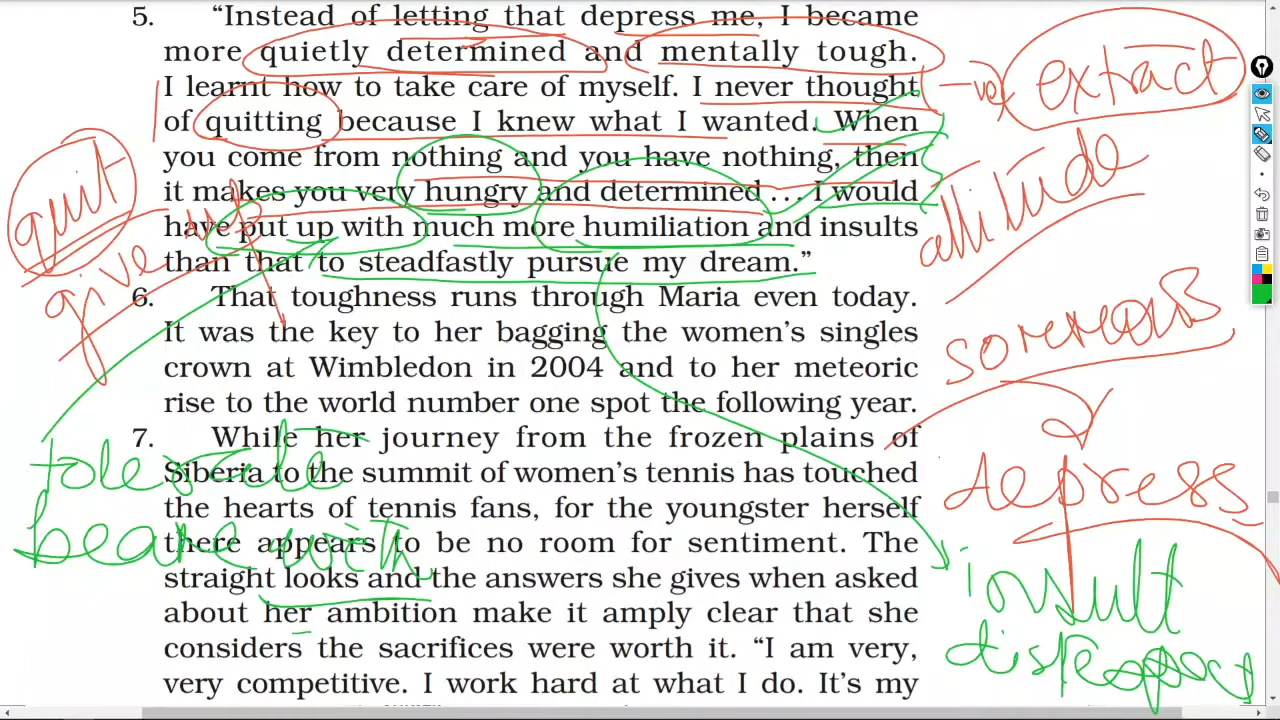 5. “Instead of letting that depress me, I became
more quietly determined and mentally tough.
I learnt how to take care of myself. I never thought
of quitting because I knew what I wanted. When
you come from nothing and you have nothing, then
it makes you very hungry and determined ... I would
have put up with much more humiliation and insults
than that to steadfastly pursue my dream.”
6. That toughness runs through Maria even today.
It was the key to her bagging the women’s singles
crown at Wimbledon in 2004 and to her meteoric
rise to the world number one spot the following year.
7. While her journey from the frozen plains of
Siberia to the summit of women’s tennis has touched
the hearts of tennis fans, for the youngster herself
there appears to be no room for sentiment. The
straight looks and the answers she gives when asked
about her ambition make it amply clear that she
considers the sacrifices were worth it. “I am very,
very competitive. I work hard at what I do. It’s my
quit
give up
tolerate
beare with
-ve
extract
attitude
depress
insult
disrespect